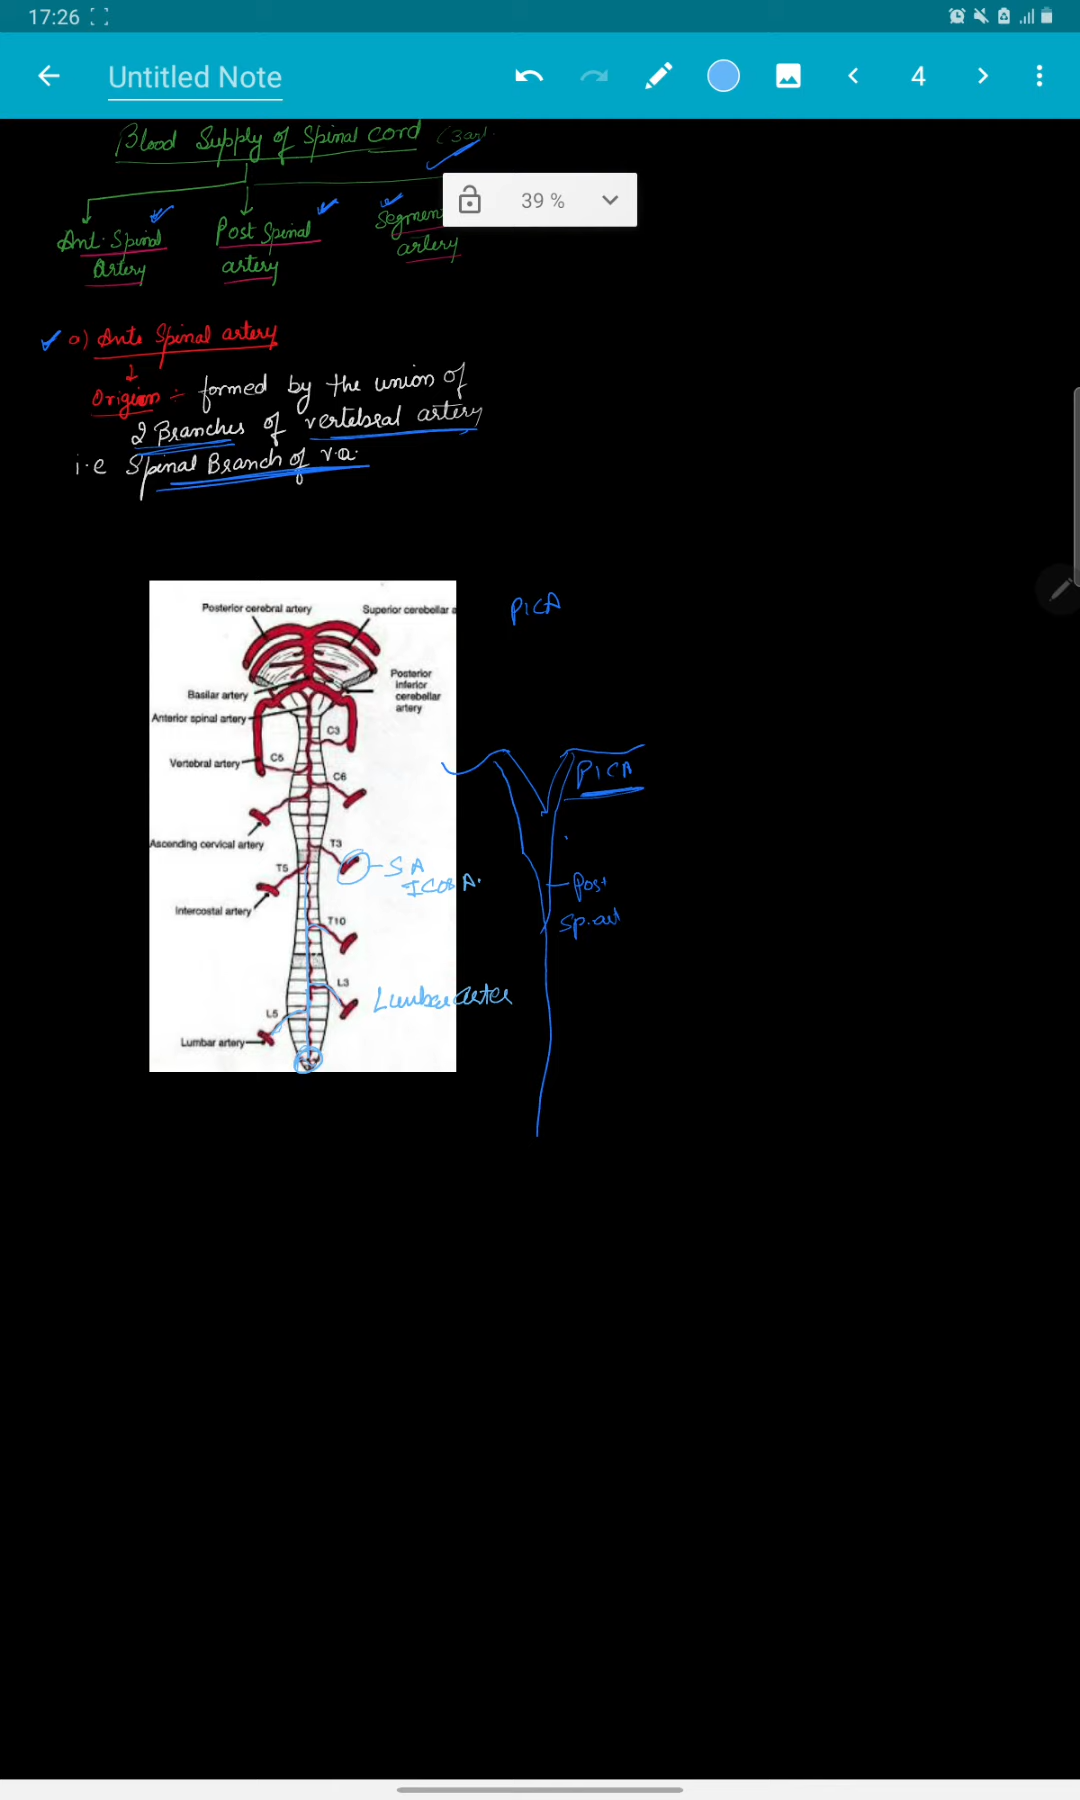 17:26
Untitled Note
4
Blood Supply of Spinal cord (3art.
39 %
Ant. Spinal
Artery
Post Spinal
artery
Segmen
artery
a) Ante Spinal artery
Origion :- formed by the union of
2 Branches of vertebral artery
i.e Spinal Branch of v.a.
Posterior cerebral artery
Superior cerebellar a
PICA
Posterior
inferior
cerebellar
artery
Basilar artery
Anterior spinal artery
C3
Vertebral artery
C5
C6
PICA
Ascending cervical artery
T3
T5
SA
ICos A.
Post
Sp.art
Intercostal artery
T10
L3
Lumbar arter
L5
Lumbar artery